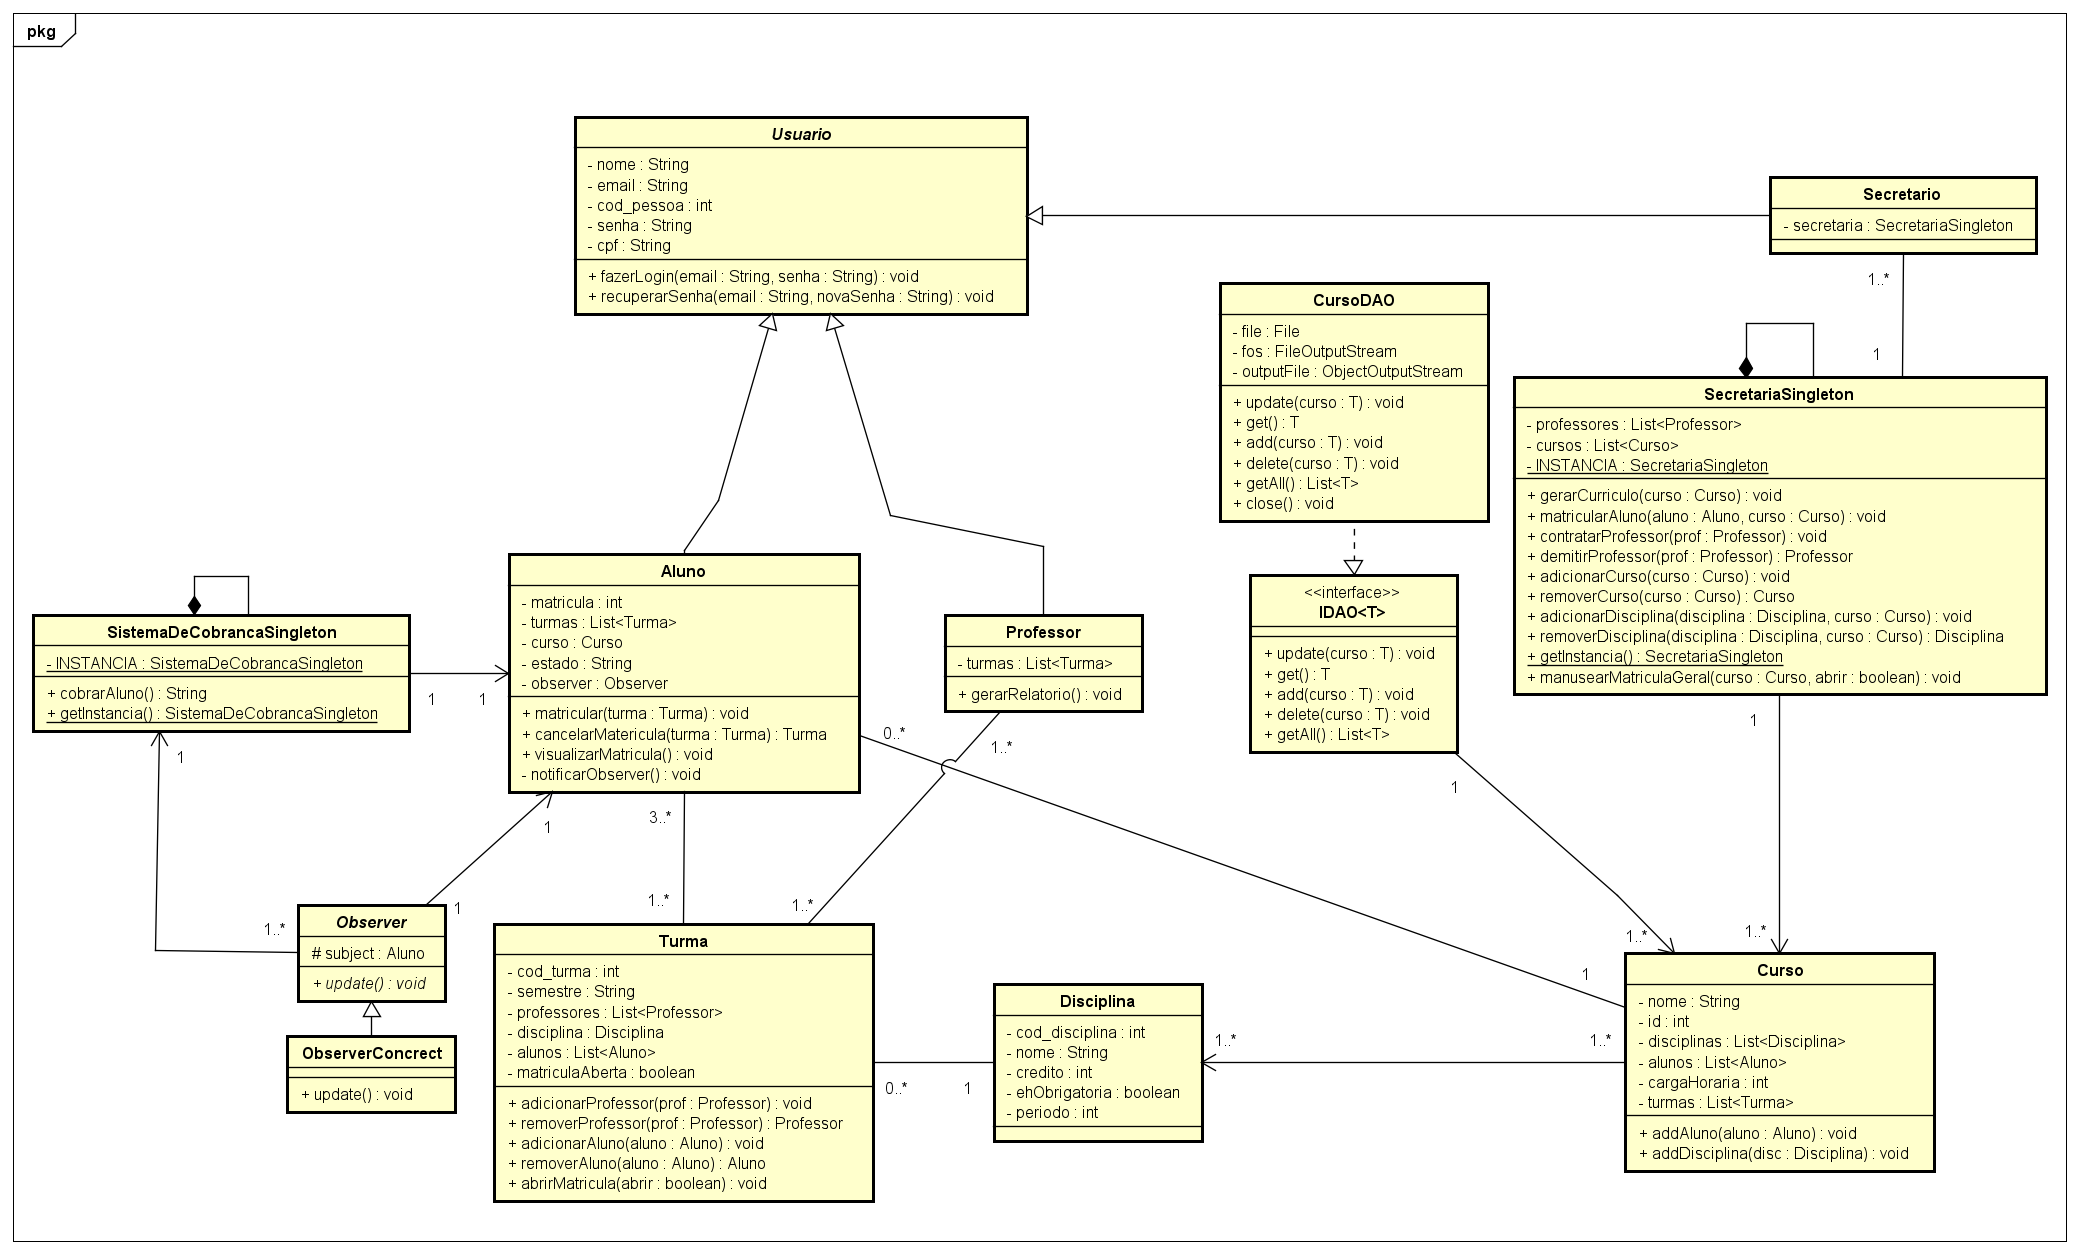 pkg
Usuario
- nome : String
- email : String
- cod_pessoa : int
- senha : String
- cpf : String
+ fazerLogin(email : String, senha : String) : void
+ recuperarSenha(email : String, novaSenha : String) : void
Secretario
- secretaria : SecretariaSingleton
1..*
1
CursoDAO
- file : File
- fos : FileOutputStream
- outputFile : ObjectOutputStream
+ update(curso : T) : void
+ get() : T
+ add(curso : T) : void
+ delete(curso : T) : void
+ getAll() : List<T>
+ close() : void
SecretariaSingleton
- professores : List<Professor>
- cursos : List<Curso>
- INSTANCIA : SecretariaSingleton
+ gerarCurriculo(curso : Curso) : void
+ matricularAluno(aluno : Aluno, curso : Curso) : void
+ contratarProfessor(prof : Professor) : void
+ demitirProfessor(prof : Professor) : Professor
+ adicionarCurso(curso : Curso) : void
+ removerCurso(curso : Curso) : Curso
+ adicionarDisciplina(disciplina : Disciplina, curso : Curso) : void
+ removerDisciplina(disciplina : Disciplina, curso : Curso) : Disciplina
+ getInstancia() : SecretariaSingleton
+ manusearMatriculaGeral(curso : Curso, abrir : boolean) : void
1
1..*
<<interface>>
IDAO<T>
+ update(curso : T) : void
+ get() : T
+ add(curso : T) : void
+ delete(curso : T) : void
+ getAll() : List<T>
1
1..*
Aluno
- matricula : int
- turmas : List<Turma>
- curso : Curso
- estado : String
- observer : Observer
+ matricular(turma : Turma) : void
+ cancelarMatericula(turma : Turma) : Turma
+ visualizarMatricula() : void
- notificarObserver() : void
0..*
1
3..*
1..*
Professor
- turmas : List<Turma>
+ gerarRelatorio() : void
1..*
1..*
SistemaDeCobrancaSingleton
- INSTANCIA : SistemaDeCobrancaSingleton
+ cobrarAluno() : String
+ getInstancia() : SistemaDeCobrancaSingleton
1
1
1
1..*
1
1
Observer
# subject : Aluno
+ update() : void
ObserverConcrect
+ update() : void
Turma
- cod_turma : int
- semestre : String
- professores : List<Professor>
- disciplina : Disciplina
- alunos : List<Aluno>
- matriculaAberta : boolean
+ adicionarProfessor(prof : Professor) : void
+ removerProfessor(prof : Professor) : Professor
+ adicionarAluno(aluno : Aluno) : void
+ removerAluno(aluno : Aluno) : Aluno
+ abrirMatricula(abrir : boolean) : void
0..*
1
Disciplina
- cod_disciplina : int
- nome : String
- credito : int
- ehObrigatoria : boolean
- periodo : int
1..*
1..*
Curso
- nome : String
- id : int
- disciplinas : List<Disciplina>
- alunos : List<Aluno>
- cargaHoraria : int
- turmas : List<Turma>
+ addAluno(aluno : Aluno) : void
+ addDisciplina(disc : Disciplina) : void